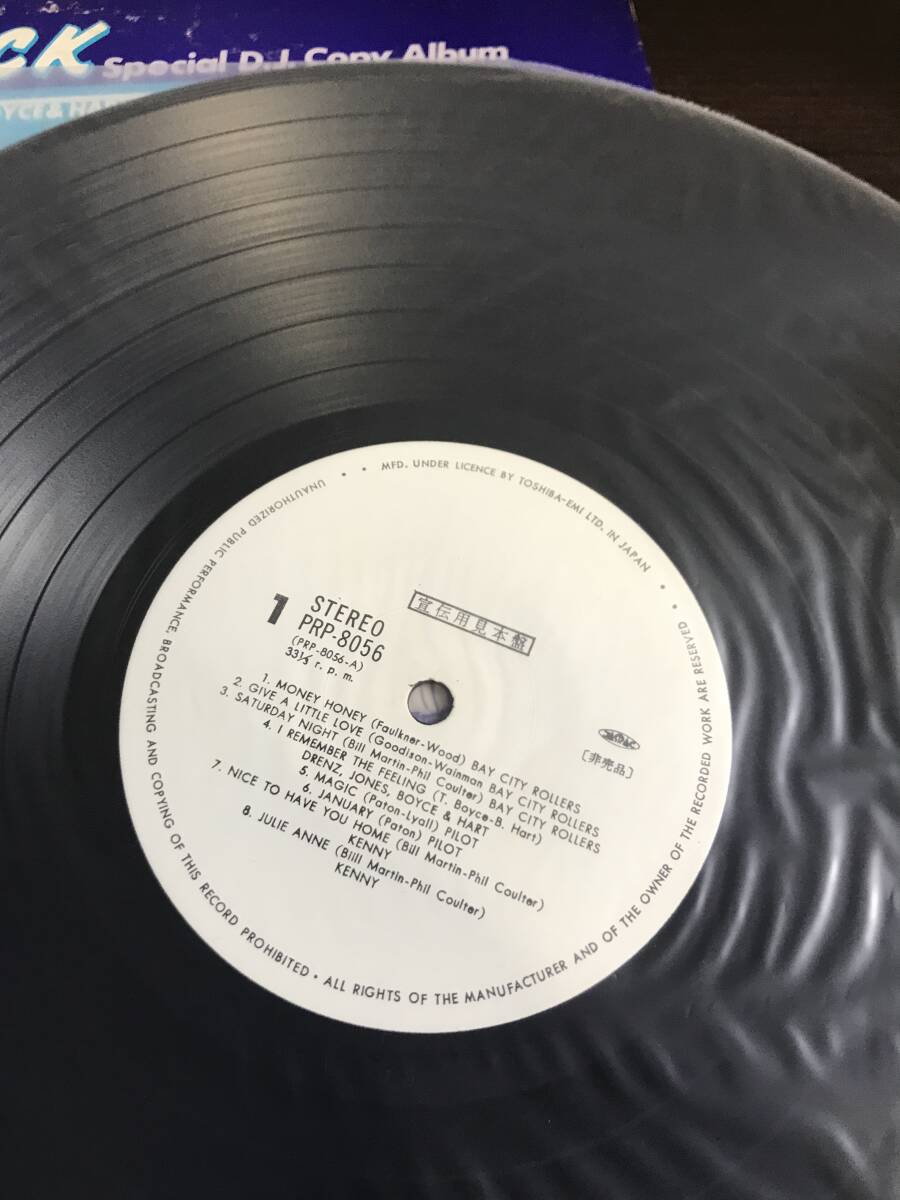 CK Special D.J. Copy Album
OYCE & HA
MFD. UNDER LICENCE BY TOSHIBA-EMI LTD. IN JAPAN
UNAUTHORIZED PUBLIC PERFORMANCE, BROADCASTING AND COPYING OF THIS RECORD PROHIBITED • ALL RIGHTS OF THE MANUFACTURER AND OF THE OWNER OF THE RECORDED WORK ARE RESERVED
1
STEREO
PRP-8056
(PRP-8056-A)
33⅓ r. p. m.
宣伝用見本盤
[非売品]
1. MONEY HONEY (Faulkner-Wood) BAY CITY ROLLERS
2. GIVE A LITTLE LOVE (Goodison-Wainman BAY CITY ROLLERS
3. SATURDAY NIGHT (Bill Martin-Phil Coulter) BAY CITY ROLLERS
4. I REMEMBER THE FEELING (T. Boyce-B. Hart)
DRENZ, JONES, BOYCE & HART
5. MAGIC (Paton-Lyall) PILOT
6. JANUARY (Paton) PILOT
7. NICE TO HAVE YOU HOME (Bill Martin-Phil Coulter)
KENNY
8. JULIE ANNE (Biill Martin-Phil Coulter)
KENNY